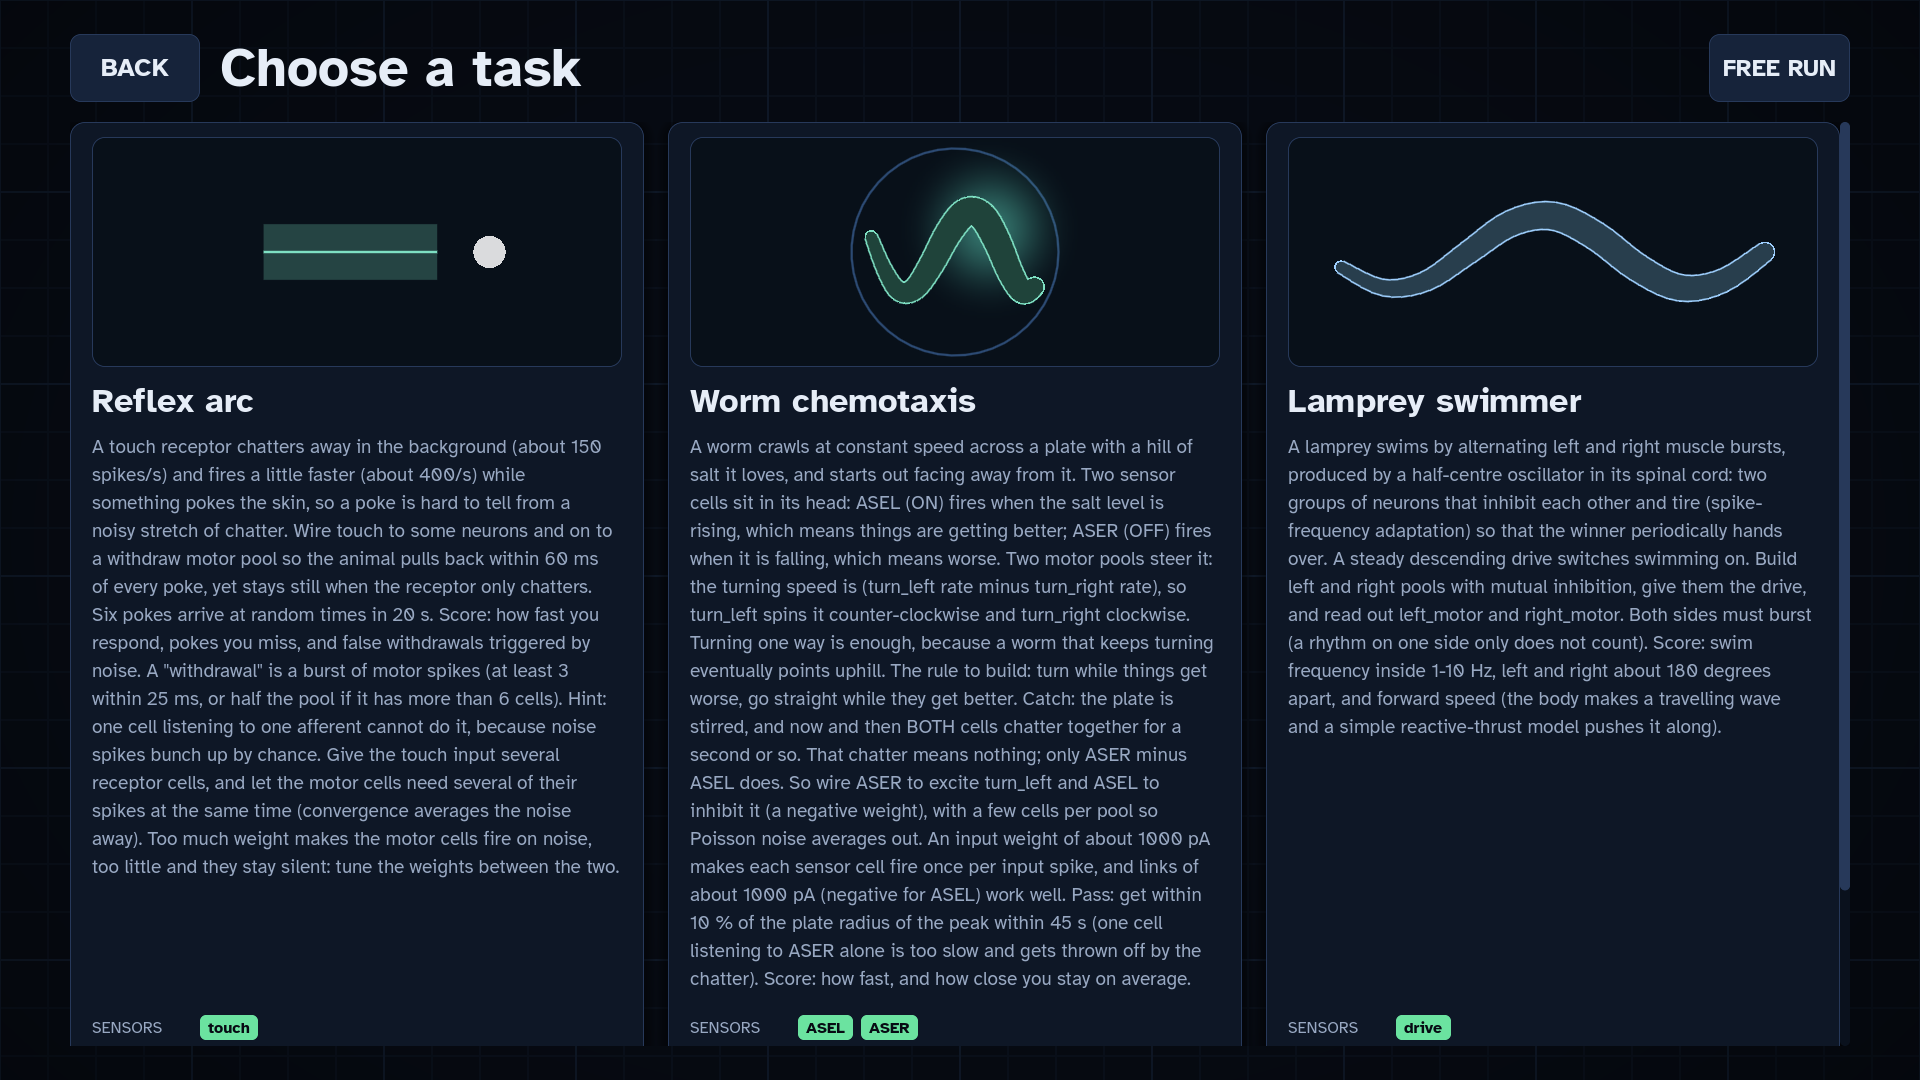 BACK
Choose a task
FREE RUN
Reflex arc
A touch receptor chatters away in the background (about 150
spikes/s) and fires a little faster (about 400/s) while
something pokes the skin, so a poke is hard to tell from a
noisy stretch of chatter. Wire touch to some neurons and on to
a withdraw motor pool so the animal pulls back within 60 ms
of every poke, yet stays still when the receptor only chatters.
Six pokes arrive at random times in 20 s. Score: how fast you
respond, pokes you miss, and false withdrawals triggered by
noise. A "withdrawal" is a burst of motor spikes (at least 3
within 25 ms, or half the pool if it has more than 6 cells). Hint:
one cell listening to one afferent cannot do it, because noise
spikes bunch up by chance. Give the touch input several
receptor cells, and let the motor cells need several of their
spikes at the same time (convergence averages the noise
away). Too much weight makes the motor cells fire on noise,
too little and they stay silent: tune the weights between the two.
SENSORS touch
Worm chemotaxis
A worm crawls at constant speed across a plate with a hill of
salt it loves, and starts out facing away from it. Two sensor
cells sit in its head: ASEL (ON) fires when the salt level is
rising, which means things are getting better; ASER (OFF) fires
when it is falling, which means worse. Two motor pools steer it:
the turning speed is (turn_left rate minus turn_right rate), so
turn_left spins it counter-clockwise and turn_right clockwise.
Turning one way is enough, because a worm that keeps turning
eventually points uphill. The rule to build: turn while things get
worse, go straight while they get better. Catch: the plate is
stirred, and now and then BOTH cells chatter together for a
second or so. That chatter means nothing; only ASER minus
ASEL does. So wire ASER to excite turn_left and ASEL to
inhibit it (a negative weight), with a few cells per pool so
Poisson noise averages out. An input weight of about 1000 pA
makes each sensor cell fire once per input spike, and links of
about 1000 pA (negative for ASEL) work well. Pass: get within
10 % of the plate radius of the peak within 45 s (one cell
listening to ASER alone is too slow and gets thrown off by the
chatter). Score: how fast, and how close you stay on average.
SENSORS ASEL ASER
Lamprey swimmer
A lamprey swims by alternating left and right muscle bursts,
produced by a half-centre oscillator in its spinal cord: two
groups of neurons that inhibit each other and tire (spike-
frequency adaptation) so that the winner periodically hands
over. A steady descending drive switches swimming on. Build
left and right pools with mutual inhibition, give them the drive,
and read out left_motor and right_motor. Both sides must burst
(a rhythm on one side only does not count). Score: swim
frequency inside 1-10 Hz, left and right about 180 degrees
apart, and forward speed (the body makes a travelling wave
and a simple reactive-thrust model pushes it along).
SENSORS drive